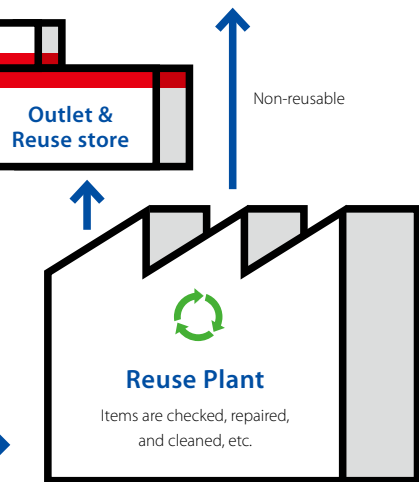 Non-reusable
Outlet &
Reuse store
Reuse Plant
Items are checked, repaired,
and cleaned, etc.